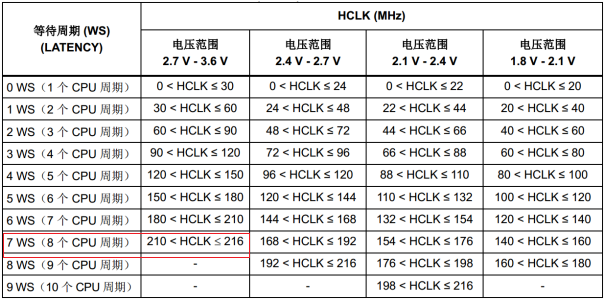 等待周期 (WS) (LATENCY) HCLK (MHz)
电压范围 2.7 V - 3.6 V 电压范围 2.4 V - 2.7 V 电压范围 2.1 V - 2.4 V 电压范围 1.8 V - 2.1 V
0 WS（1 个 CPU 周期） 0 < HCLK ≤ 30 0 < HCLK ≤ 24 0 < HCLK ≤ 22 0 < HCLK ≤ 20
1 WS（2 个 CPU 周期） 30 < HCLK ≤ 60 24 < HCLK ≤ 48 22 < HCLK ≤ 44 20 < HCLK ≤ 40
2 WS（3 个 CPU 周期） 60 < HCLK ≤ 90 48 < HCLK ≤ 72 44 < HCLK ≤ 66 40 < HCLK ≤ 60
3 WS（4 个 CPU 周期） 90 < HCLK ≤ 120 72 < HCLK ≤ 96 66 < HCLK ≤ 88 60 < HCLK ≤ 80
4 WS（5 个 CPU 周期） 120 < HCLK ≤ 150 96 < HCLK ≤ 120 88 < HCLK ≤ 110 80 < HCLK ≤ 100
5 WS（6 个 CPU 周期） 150 < HCLK ≤ 180 120 < HCLK ≤ 144 110 < HCLK ≤ 132 100 < HCLK ≤ 120
6 WS（7 个 CPU 周期） 180 < HCLK ≤ 210 144 < HCLK ≤ 168 132 < HCLK ≤ 154 120 < HCLK ≤ 140
7 WS（8 个 CPU 周期） 210 < HCLK ≤ 216 168 < HCLK ≤ 192 154 < HCLK ≤ 176 140 < HCLK ≤ 160
8 WS（9 个 CPU 周期） - 192 < HCLK ≤ 216 176 < HCLK ≤ 198 160 < HCLK ≤ 180
9 WS（10 个 CPU 周期） - - 198 < HCLK ≤ 216 -